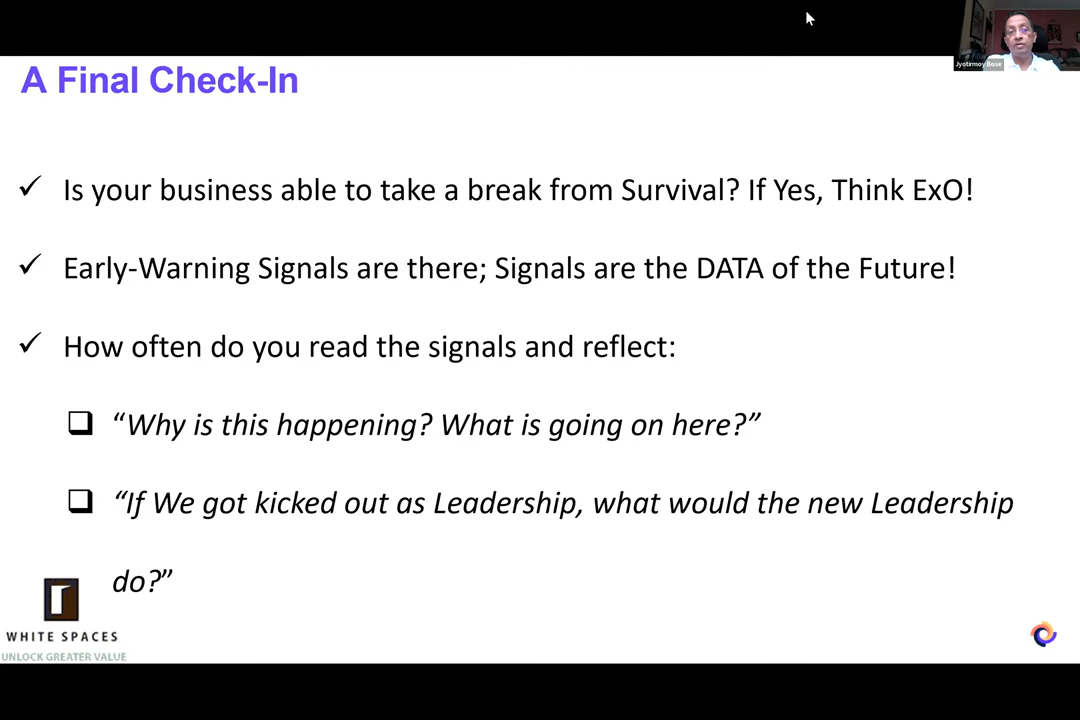 Jyotirmoy Bose
A Final Check-In
✓ Is your business able to take a break from Survival? If Yes, Think ExO!
✓ Early-Warning Signals are there; Signals are the DATA of the Future!
✓ How often do you read the signals and reflect:
❑ “Why is this happening? What is going on here?”
❑ “If We got kicked out as Leadership, what would the new Leadership
do?”
WHITE SPACES
UNLOCK GREATER VALUE